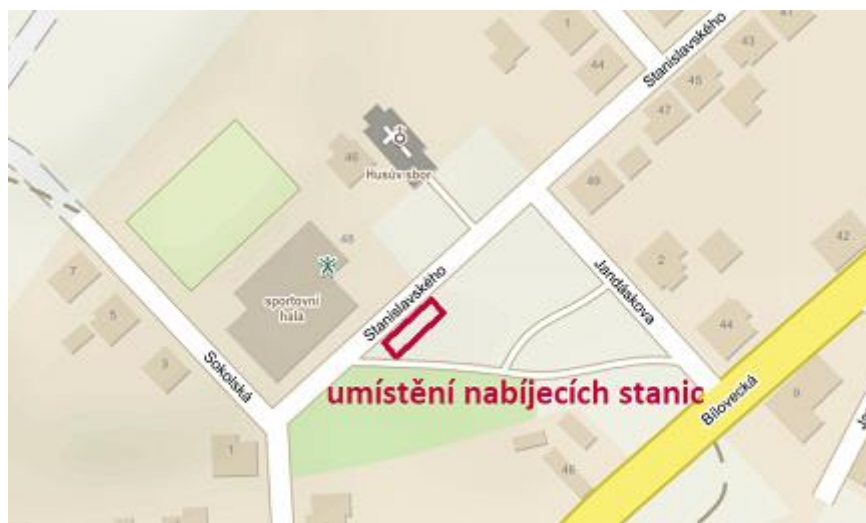 1
44
Stanislavského
41
43
45
47
49
46
Husův sbor
48
sportovní
hala
Stanislavského
7
5
3
Sokolská
1
2
42
Jandáskova
44
9
Bílovecká
umístění nabíjecích stanic
46